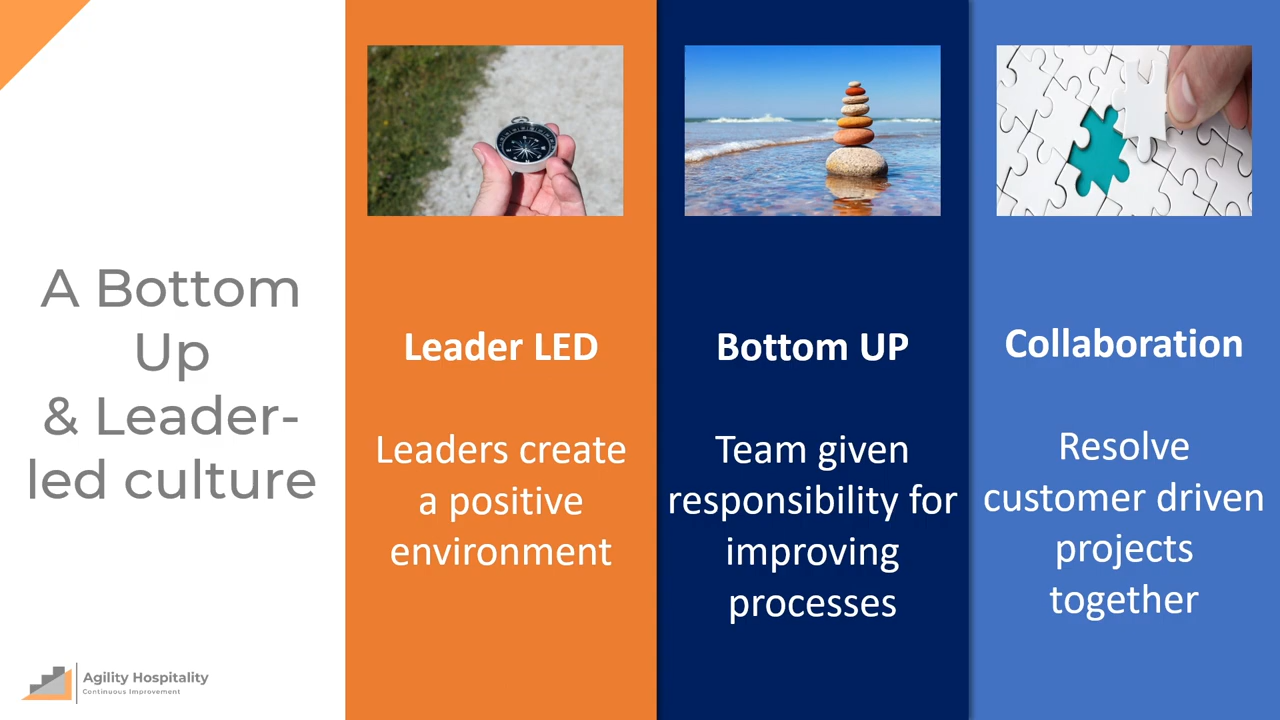 A Bottom
Up
& Leader-
led culture
Leader LED
Leaders create
a positive
environment
Bottom UP
Team given
responsibility for
improving
processes
Collaboration
Resolve
customer driven
projects
together
Agility Hospitality
Continuous Improvement